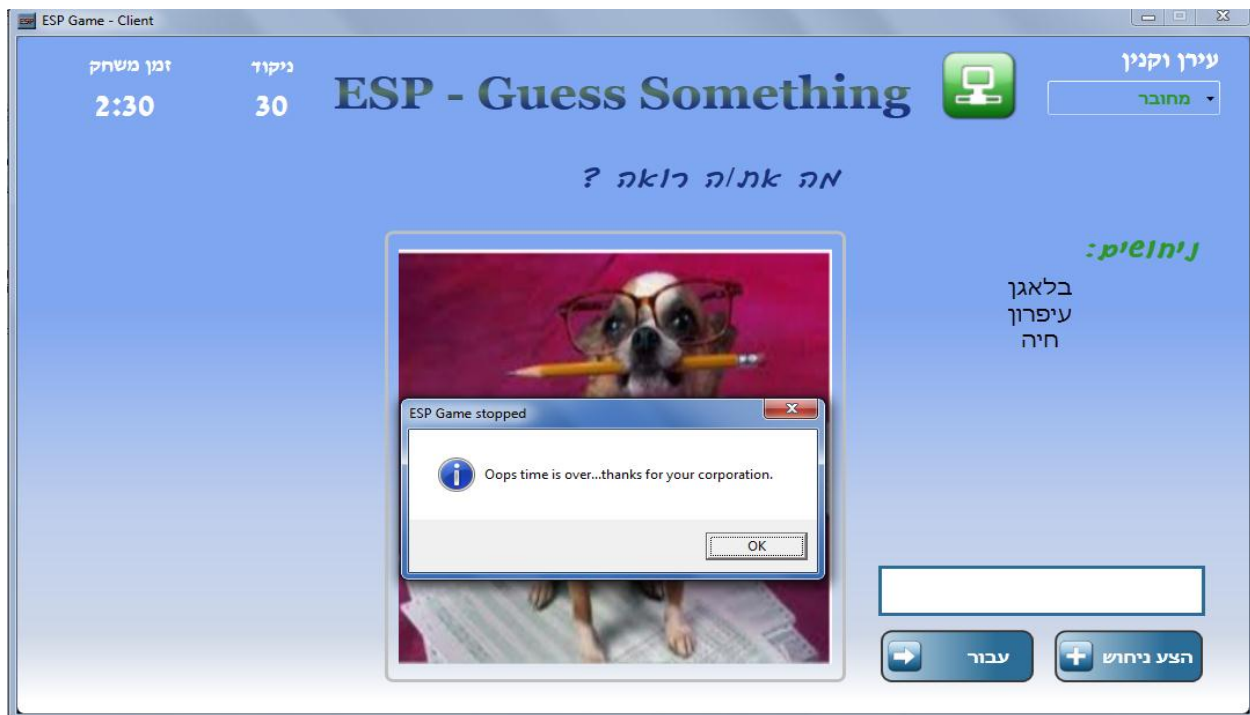 ESP Game - Client
עירן וקנין
מחובר
ESP - Guess Something
ניקוד
30
זמן משחק
2:30
מה את/ה רואה ?
ניחושים:
בלאגן
עיפרון
חיה
ESP Game stopped
Oops time is over...thanks for your corporation.
OK
הצע ניחוש
עבור